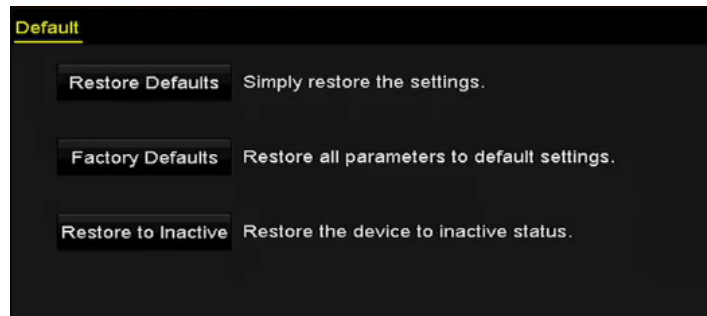 Default
Restore Defaults Simply restore the settings.
Factory Defaults Restore all parameters to default settings.
Restore to Inactive Restore the device to inactive status.